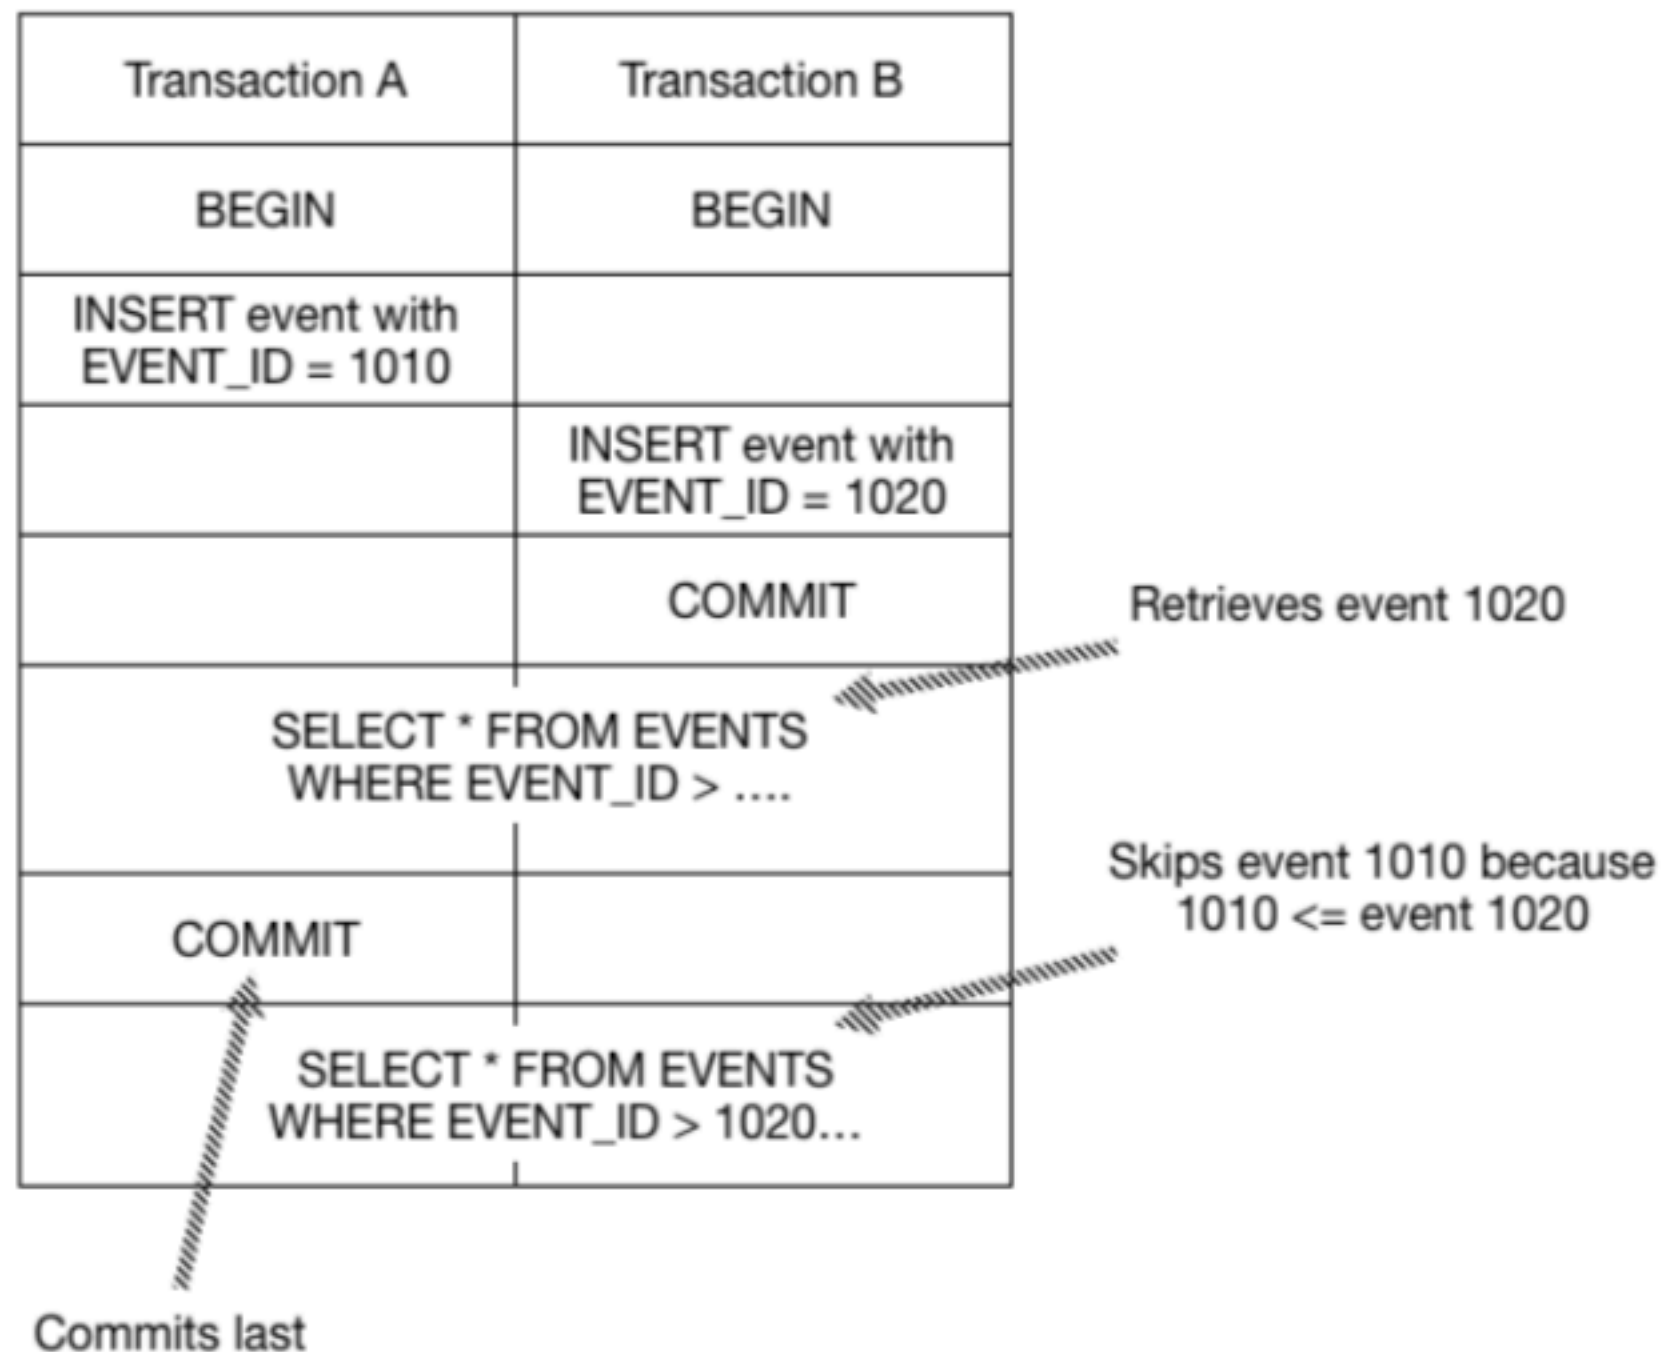 Transaction A
Transaction B
BEGIN
BEGIN
INSERT event with
EVENT_ID = 1010
INSERT event with
EVENT_ID = 1020
COMMIT
Retrieves event 1020
SELECT * FROM EVENTS
WHERE EVENT_ID > ....
Skips event 1010 because
1010 <= event 1020
COMMIT
SELECT * FROM EVENTS
WHERE EVENT_ID > 1020...
Commits last